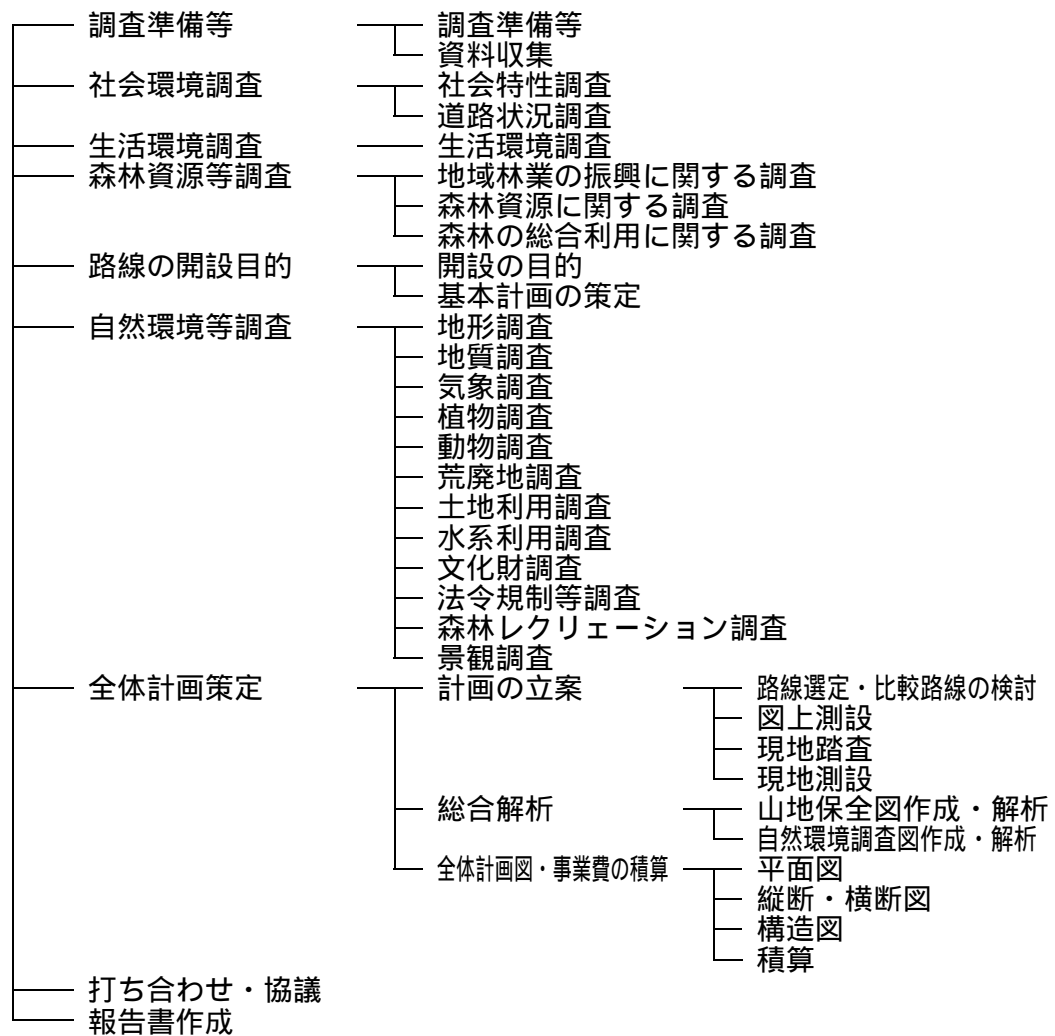 調査準備等 調査準備等
資料収集
社会環境調査 社会特性調査
道路状況調査
生活環境調査 生活環境調査
森林資源等調査 地域林業の振興に関する調査
森林資源に関する調査
森林の総合利用に関する調査
路線の開設目的 開設の目的
基本計画の策定
自然環境等調査 地形調査
地質調査
気象調査
植物調査
動物調査
荒廃地調査
土地利用調査
水系利用調査
文化財調査
法令規制等調査
森林レクリェーション調査
景観調査
全体計画策定 計画の立案 路線選定・比較路線の検討
図上測設
現地踏査
現地測設
総合解析 山地保全図作成・解析
自然環境調査図作成・解析
全体計画図・事業費の積算 平面図
縦断・横断図
構造図
積算
打ち合わせ・協議
報告書作成